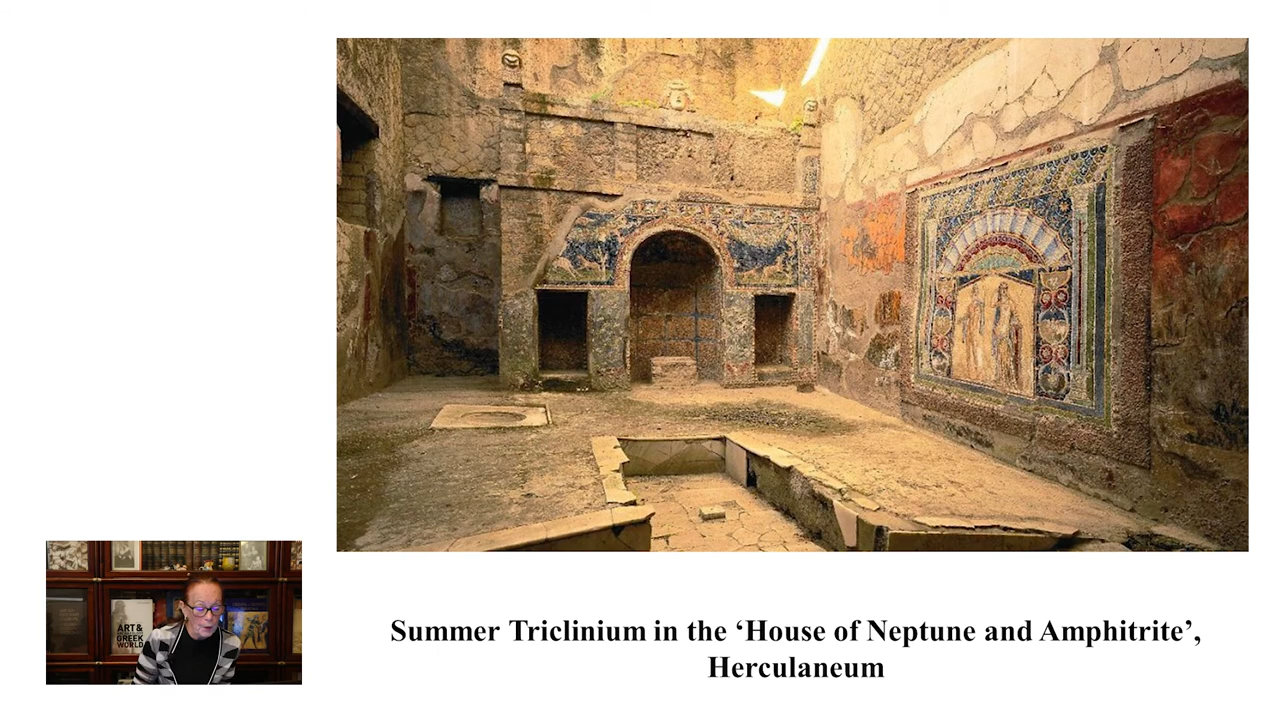 Summer Triclinium in the ‘House of Neptune and Amphitrite’,
Herculaneum
ART&
GREEK
WORLD